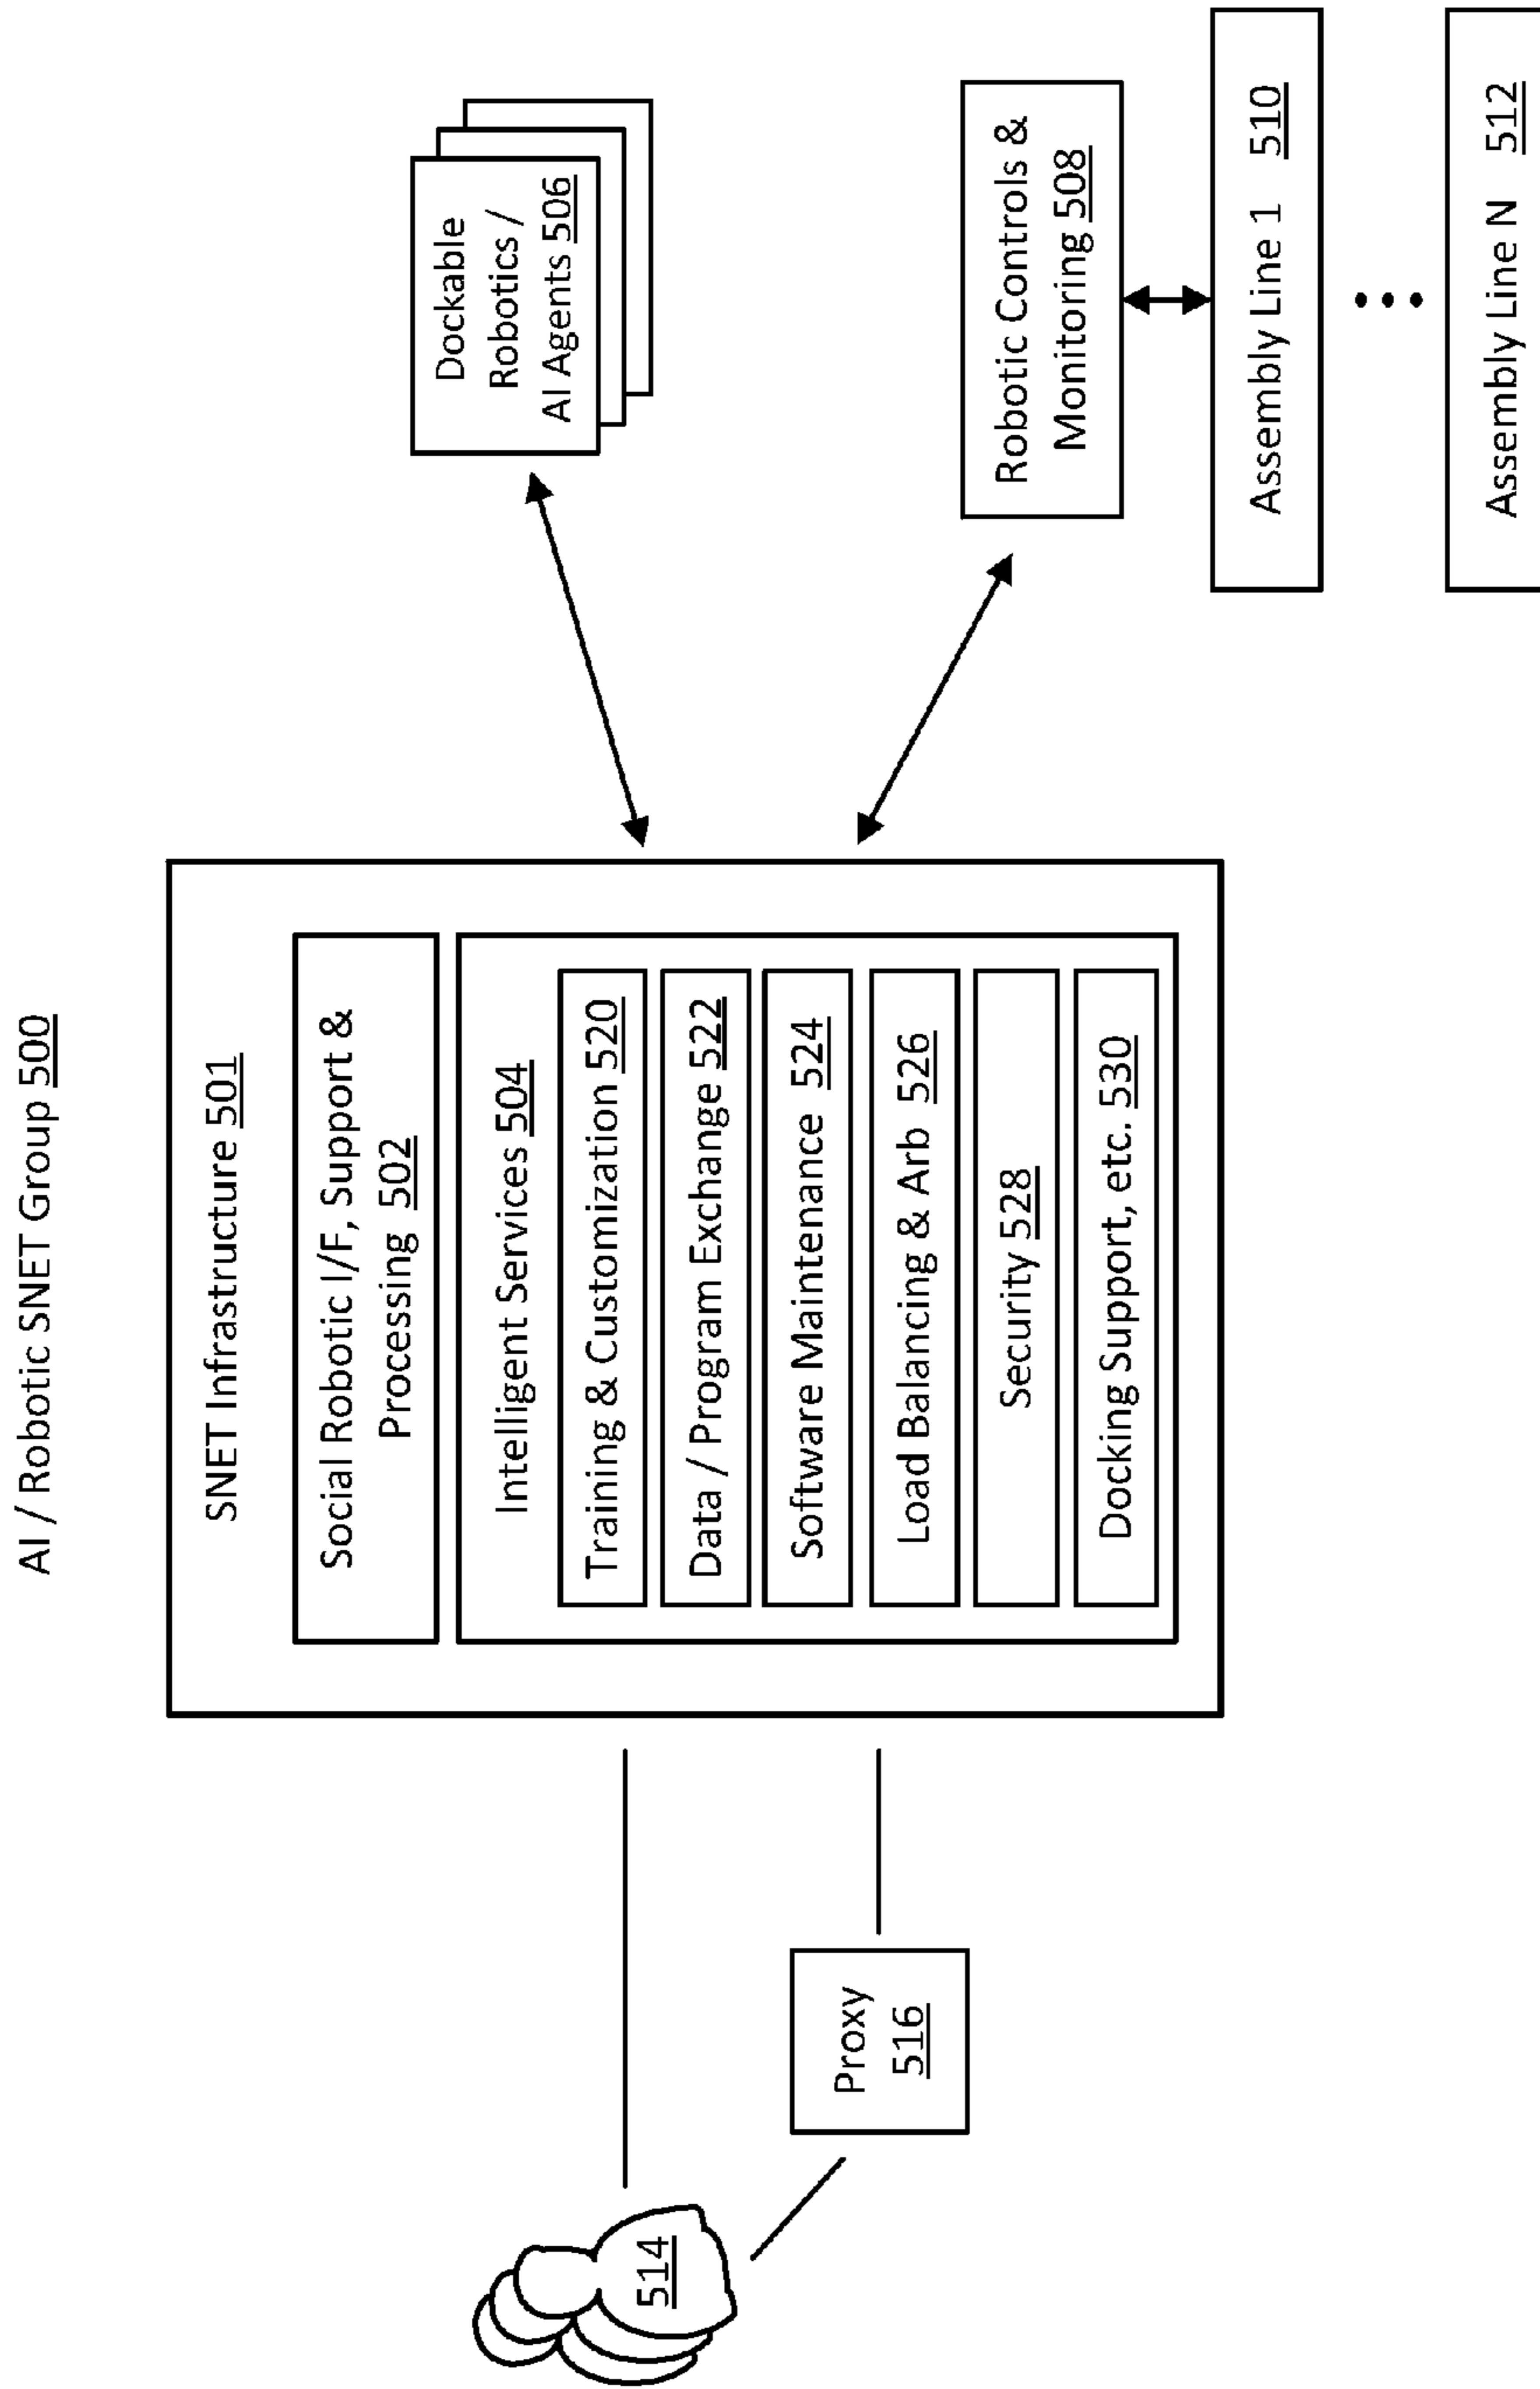 AI / Robotic SNET Group 500
SNET Infrastructure 501
Social Robotic I/F, Support &
Processing 502
Intelligent Services 504
Training & Customization 520
Data / Program Exchange 522
Software Maintenance 524
Load Balancing & Arb 526
Security 528
Docking Support, etc. 530
514
Proxy
516
Dockable
Robotics /
AI Agents 506
Robotic Controls &
Monitoring 508
Assembly Line 1 510
Assembly Line N 512